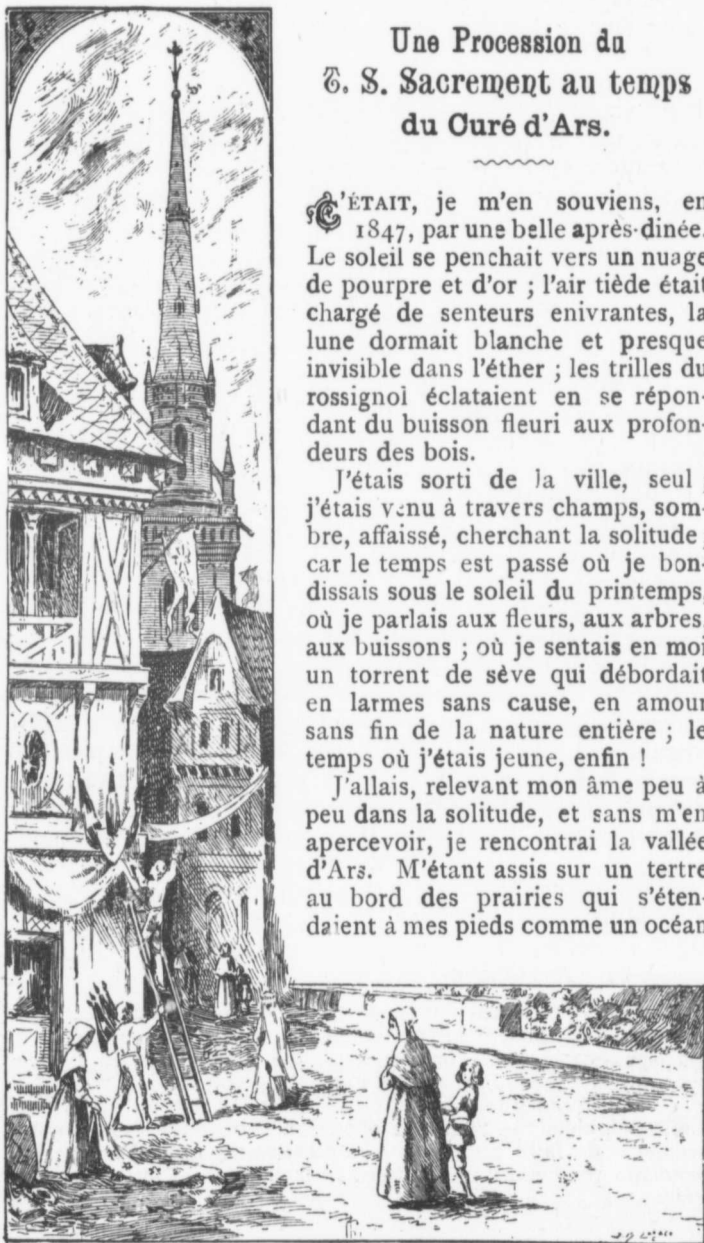 Une Procession du
T. S. Sacrement au temps
du Curé d'Ars.
C'ÉTAIT, je m'en souviens, en
1847, par une belle après-dinée.
Le soleil se penchait vers un nuage
de pourpre et d'or ; l'air tiède était
chargé de senteurs enivrantes, la
lune dormait blanche et presque
invisible dans l'éther ; les trilles du
rossignol éclataient en se répon-
dant du buisson fleuri aux profon-
deurs des bois.
J'étais sorti de la ville, seul ;
j'étais venu à travers champs, som-
bre, affaissé, cherchant la solitude ;
car le temps est passé où je bon-
dissais sous le soleil du printemps,
où je parlais aux fleurs, aux arbres,
aux buissons ; où je sentais en moi
un torrent de sève qui débordait
en larmes sans cause, en amour
sans fin de la nature entière ; le
temps où j'étais jeune, enfin !
J'allais, relevant mon âme peu à
peu dans la solitude, et sans m'en
apercevoir, je rencontrai la vallée
d'Ars. M'étant assis sur un tertre
au bord des prairies qui s'éten-
daient à mes pieds comme un océan